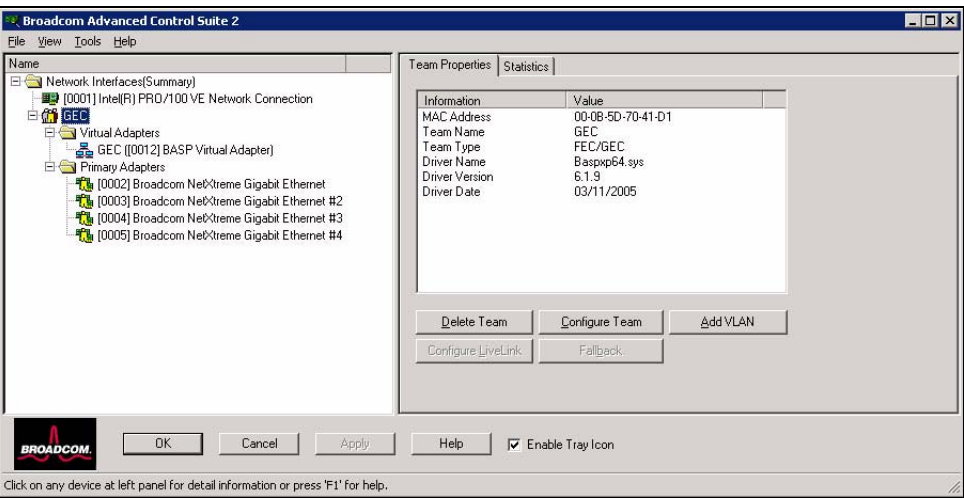 Broadcom Advanced Control Suite 2
File View Tools Help
Name
Network Interfaces(Summary)
[0001] Intel(R) PRO/100 VE Network Connection
GEC
Virtual Adapters
GEC ([0012] BASP Virtual Adapter)
Primary Adapters
[0002] Broadcom NetXtreme Gigabit Ethernet
[0003] Broadcom NetXtreme Gigabit Ethernet #2
[0004] Broadcom NetXtreme Gigabit Ethernet #3
[0005] Broadcom NetXtreme Gigabit Ethernet #4
Team Properties Statistics
Information Value
MAC Address 00-0B-5D-70-41-D1
Team Name GEC
Team Type FEC/GEC
Driver Name Baspxp64.sys
Driver Version 6.1.9
Driver Date 03/11/2005
Delete Team Configure Team Add VLAN
Configure LiveLink Fallback
BROADCOM. OK Cancel Apply Help Enable Tray Icon
Click on any device at left panel for detail information or press 'F1' for help.